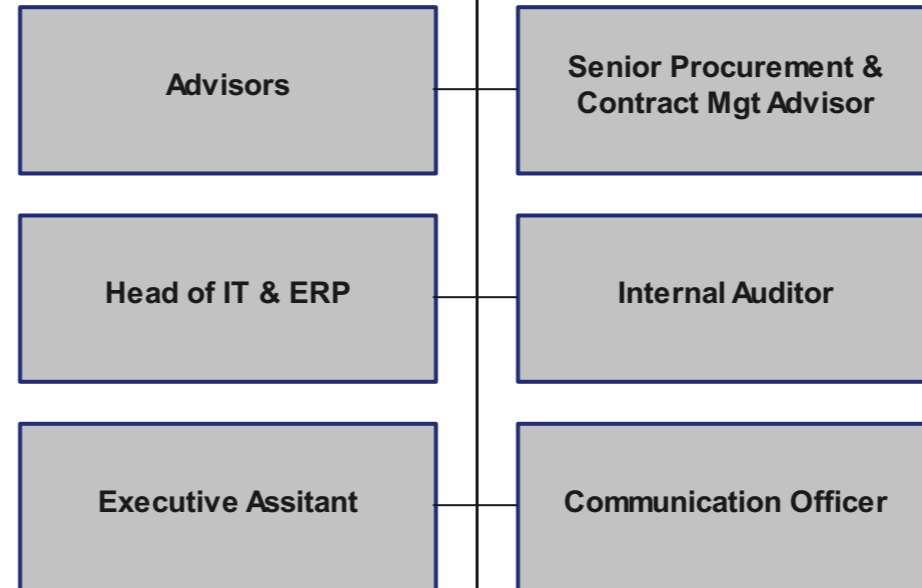 Advisors
Senior Procurement &
Contract Mgt Advisor
Head of IT & ERP
Internal Auditor
Executive Assitant
Communication Officer